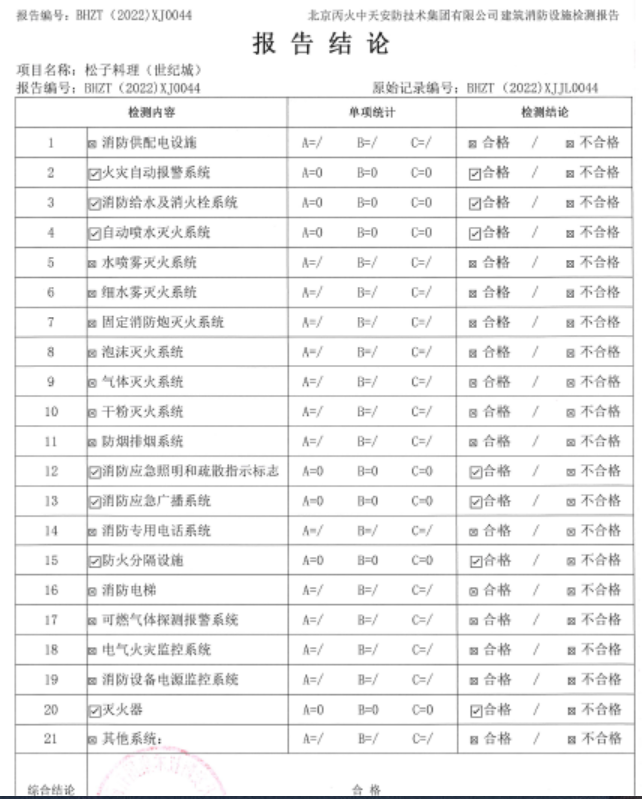 报告编号：BHZT（2022）XJ0044 北京丙火中天安防技术集团有限公司建筑消防设施检测报告
报告结论
项目名称：松子料理（世纪城）
报告编号：BHZT（2022）XJ0044 原始记录编号：BHZT（2022）XJJL0044
检测内容 单项统计 检测结论
1 ☒ 消防供配电设施 A=/ B=/ C=/ ☒ 合格 / ☒ 不合格
2 ☑火灾自动报警系统 A=0 B=0 C=0 ☑合格 / ☒ 不合格
3 ☑消防给水及消火栓系统 A=0 B=0 C=0 ☑合格 / ☒ 不合格
4 ☑自动喷水灭火系统 A=0 B=0 C=0 ☑合格 / ☒ 不合格
5 ☒ 水喷雾灭火系统 A=/ B=/ C=/ ☒ 合格 / ☒ 不合格
6 ☒ 细水雾灭火系统 A=/ B=/ C=/ ☒ 合格 / ☒ 不合格
7 ☒ 固定消防炮灭火系统 A=/ B=/ C=/ ☒ 合格 / ☒ 不合格
8 ☒ 泡沫灭火系统 A=/ B=/ C=/ ☒ 合格 / ☒ 不合格
9 ☒ 气体灭火系统 A=/ B=/ C=/ ☒ 合格 / ☒ 不合格
10 ☒ 干粉灭火系统 A=/ B=/ C=/ ☒ 合格 / ☒ 不合格
11 ☒ 防烟排烟系统 A=/ B=/ C=/ ☒ 合格 / ☒ 不合格
12 ☑消防应急照明和疏散指示标志 A=0 B=0 C=0 ☑合格 / ☒ 不合格
13 ☑消防应急广播系统 A=0 B=0 C=0 ☑合格 / ☒ 不合格
14 ☒ 消防专用电话系统 A=/ B=/ C=/ ☒ 合格 / ☒ 不合格
15 ☑防火分隔设施 A=0 B=0 C=0 ☑合格 / ☒ 不合格
16 ☒ 消防电梯 A=/ B=/ C=/ ☒ 合格 / ☒ 不合格
17 ☒ 可燃气体探测报警系统 A=/ B=/ C=/ ☒ 合格 / ☒ 不合格
18 ☒ 电气火灾监控系统 A=/ B=/ C=/ ☒ 合格 / ☒ 不合格
19 ☒ 消防设备电源监控系统 A=/ B=/ C=/ ☒ 合格 / ☒ 不合格
20 ☑灭火器 A=0 B=0 C=0 ☑合格 / ☒ 不合格
21 ☒ 其他系统： A=/ B=/ C=/ ☒ 合格 / ☒ 不合格
综合结论 合格